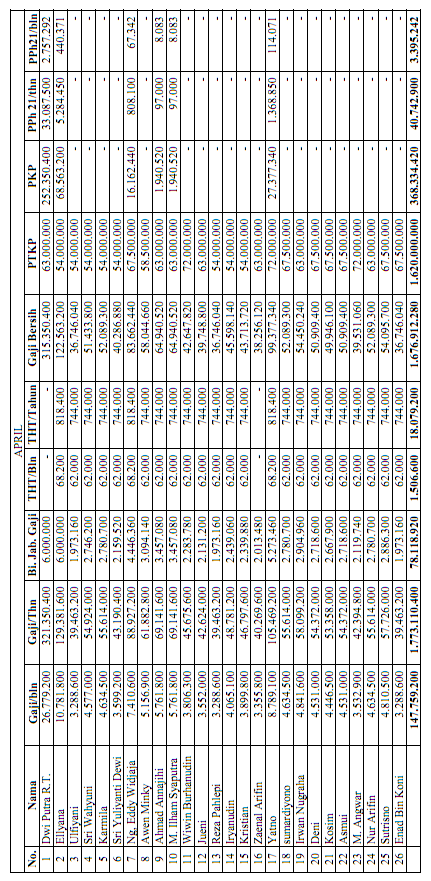 APRIL
No. Nama Gaji/bln Gaji/Thn Bi. Jab. Gaji THT/Bln THT/Tahun Gaji Bersih PTKP PKP PPh 21/thn PPh21/bln
1 Dwi Putra R. T. 26.779.200 321.350.400 6.000.000 - - 315.350.400 63.000.000 252.350.400 33.087.500 2.757.292
2 Ellyana 10.781.800 129.381.600 6.000.000 68.200 818.400 122.563.200 54.000.000 68.563.200 5.284.450 440.371
3 Ulfiyani 3.288.600 39.463.200 1.973.160 62.000 744.000 36.746.040 54.000.000 - - -
4 Sri Wahyuni 4.577.000 54.924.000 2.746.200 62.000 744.000 51.433.800 54.000.000 - - -
5 Karmila 4.634.500 55.614.000 2.780.700 62.000 744.000 52.089.300 54.000.000 - - -
6 Sri Yuliyanti Dewi 3.599.200 43.190.400 2.159.520 62.000 744.000 40.286.880 54.000.000 - - -
7 Ng, Eddy Widjaja 7.410.600 88.927.200 4.446.360 68.200 818.400 83.662.440 67.500.000 16.162.440 808.100 67.342
8 Awen Minky 5.156.900 61.882.800 3.094.140 62.000 744.000 58.044.660 58.500.000 - - -
9 Ahmad Annajihi 5.761.800 69.141.600 3.457.080 62.000 744.000 64.940.520 63.000.000 1.940.520 97.000 8.083
10 M. Ilham Syaputra 5.761.800 69.141.600 3.457.080 62.000 744.000 64.940.520 63.000.000 1.940.520 97.000 8.083
11 Wiwin Burhanudin 3.806.300 45.675.600 2.283.780 62.000 744.000 42.647.820 72.000.000 - - -
12 Jueni 3.552.000 42.624.000 2.131.200 62.000 744.000 39.748.800 63.000.000 - - -
13 Reza Pahlepi 3.288.600 39.463.200 1.973.160 62.000 744.000 36.746.040 54.000.000 - - -
14 Iryanudin 4.065.100 48.781.200 2.439.060 62.000 744.000 45.598.140 54.000.000 - - -
15 Kristian 3.899.800 46.797.600 2.339.880 62.000 744.000 43.713.720 54.000.000 - - -
16 Zaenal Arifin 3.355.800 40.269.600 2.013.480 - - 38.256.120 63.000.000 - - -
17 Yatno 8.789.100 105.469.200 5.273.460 68.200 818.400 99.377.340 72.000.000 27.377.340 1.368.850 114.071
18 sumardiyono 4.634.500 55.614.000 2.780.700 62.000 744.000 52.089.300 67.500.000 - - -
19 Irwan Nugraha 4.841.600 58.099.200 2.904.960 62.000 744.000 54.450.240 63.000.000 - - -
20 Deni 4.531.000 54.372.000 2.718.600 62.000 744.000 50.909.400 67.500.000 - - -
21 Kosim 4.446.500 53.358.000 2.667.900 62.000 744.000 49.946.100 67.500.000 - - -
22 Asmui 4.531.000 54.372.000 2.718.600 62.000 744.000 50.909.400 67.500.000 - - -
23 M. Angwar 3.532.900 42.394.800 2.119.740 62.000 744.000 39.531.060 72.000.000 - - -
24 Nur Arifin 4.634.500 55.614.000 2.780.700 62.000 744.000 52.089.300 63.000.000 - - -
25 Sutrisno 4.810.500 57.726.000 2.886.300 62.000 744.000 54.095.700 67.500.000 - - -
26 Enad Bin Koni 3.288.600 39.463.200 1.973.160 62.000 744.000 36.746.040 67.500.000 - - -
147.759.200 1.773.110.400 78.118.920 1.506.600 18.079.200 1.676.912.280 1.620.000.000 368.334.420 40.742.900 3.395.242